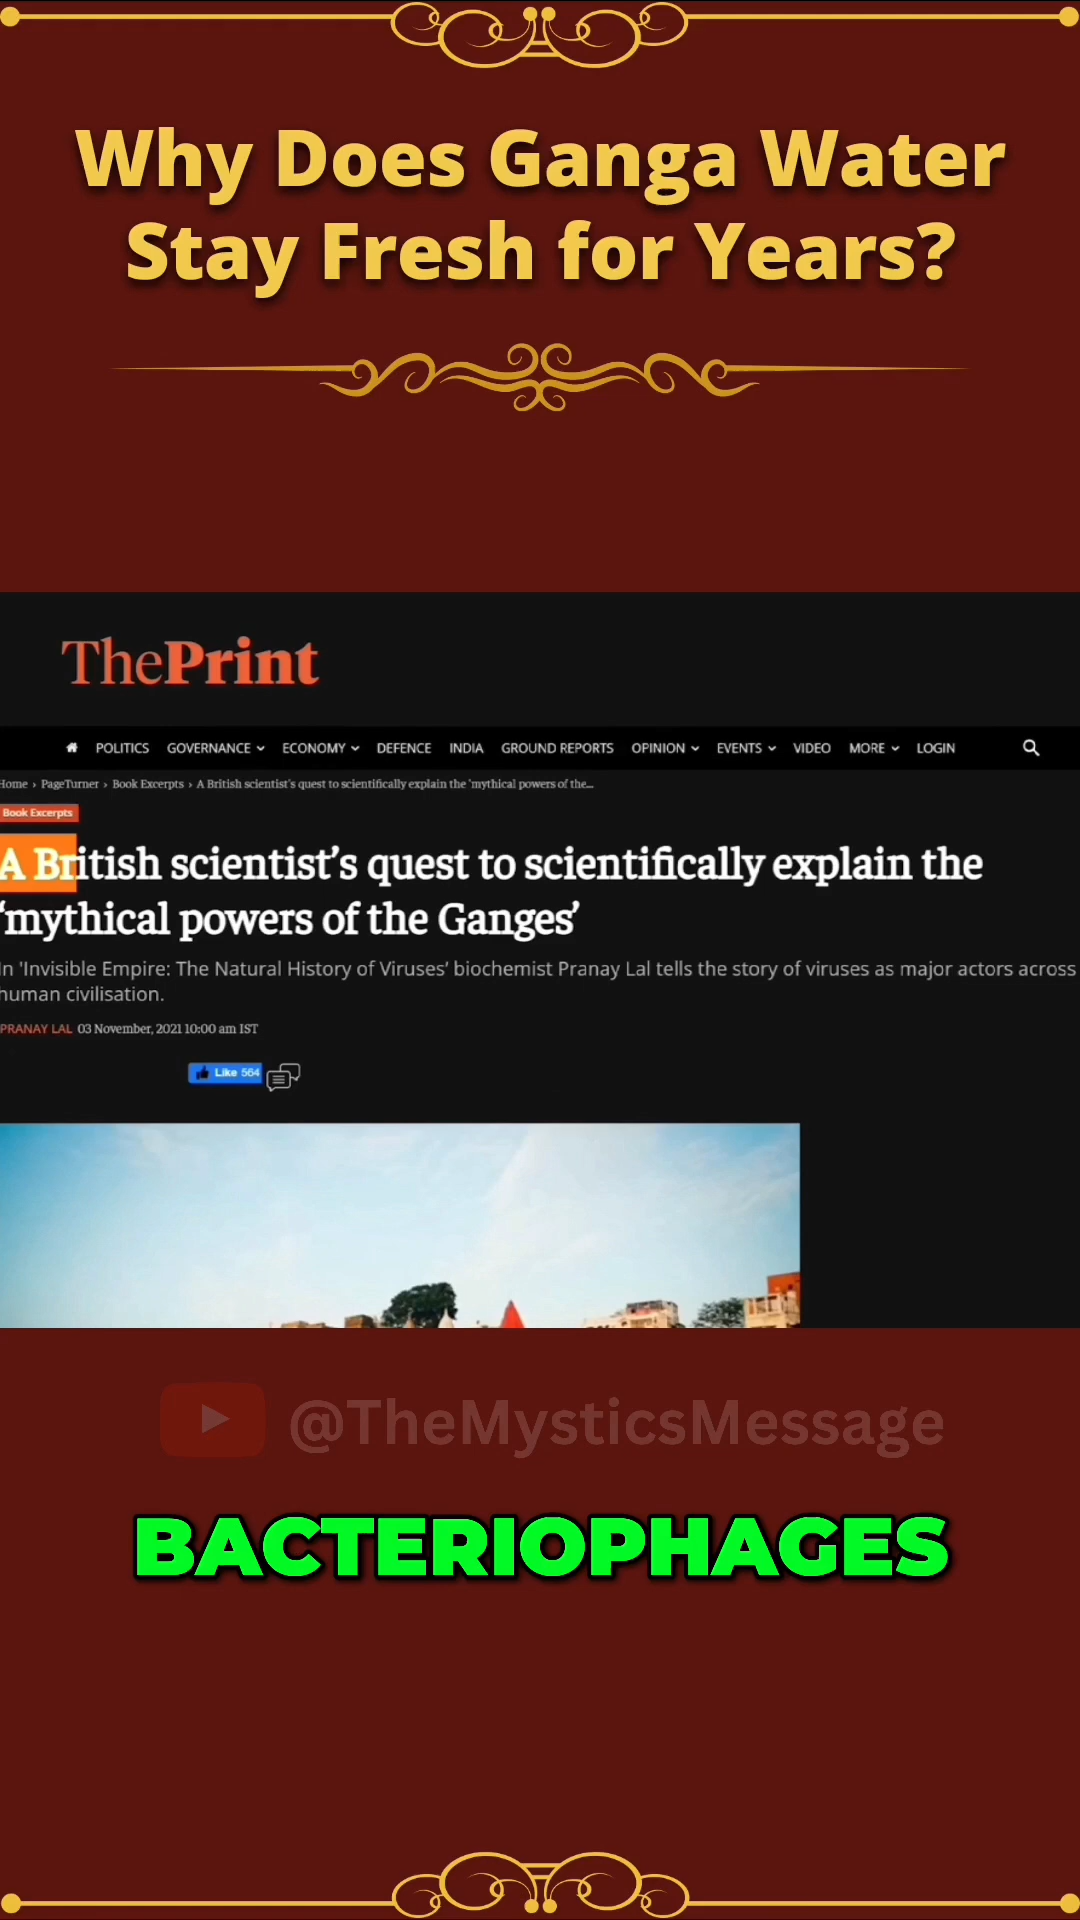 Why Does Ganga Water
Stay Fresh for Years?
ThePrint
POLITICS GOVERNANCE ECONOMY DEFENCE INDIA GROUND REPORTS OPINION EVENTS VIDEO MORE LOGIN
Home › PageTurner › Book Excerpts › A British scientist's quest to scientifically explain the 'mythical powers of the...
Book Excerpts
A British scientist’s quest to scientifically explain the
‘mythical powers of the Ganges’
In 'Invisible Empire: The Natural History of Viruses’ biochemist Pranay Lal tells the story of viruses as major actors across
human civilisation.
PRANAY LAL 03 November, 2021 10:00 am IST
Like 564
@TheMysticsMessage
BACTERIOPHAGES